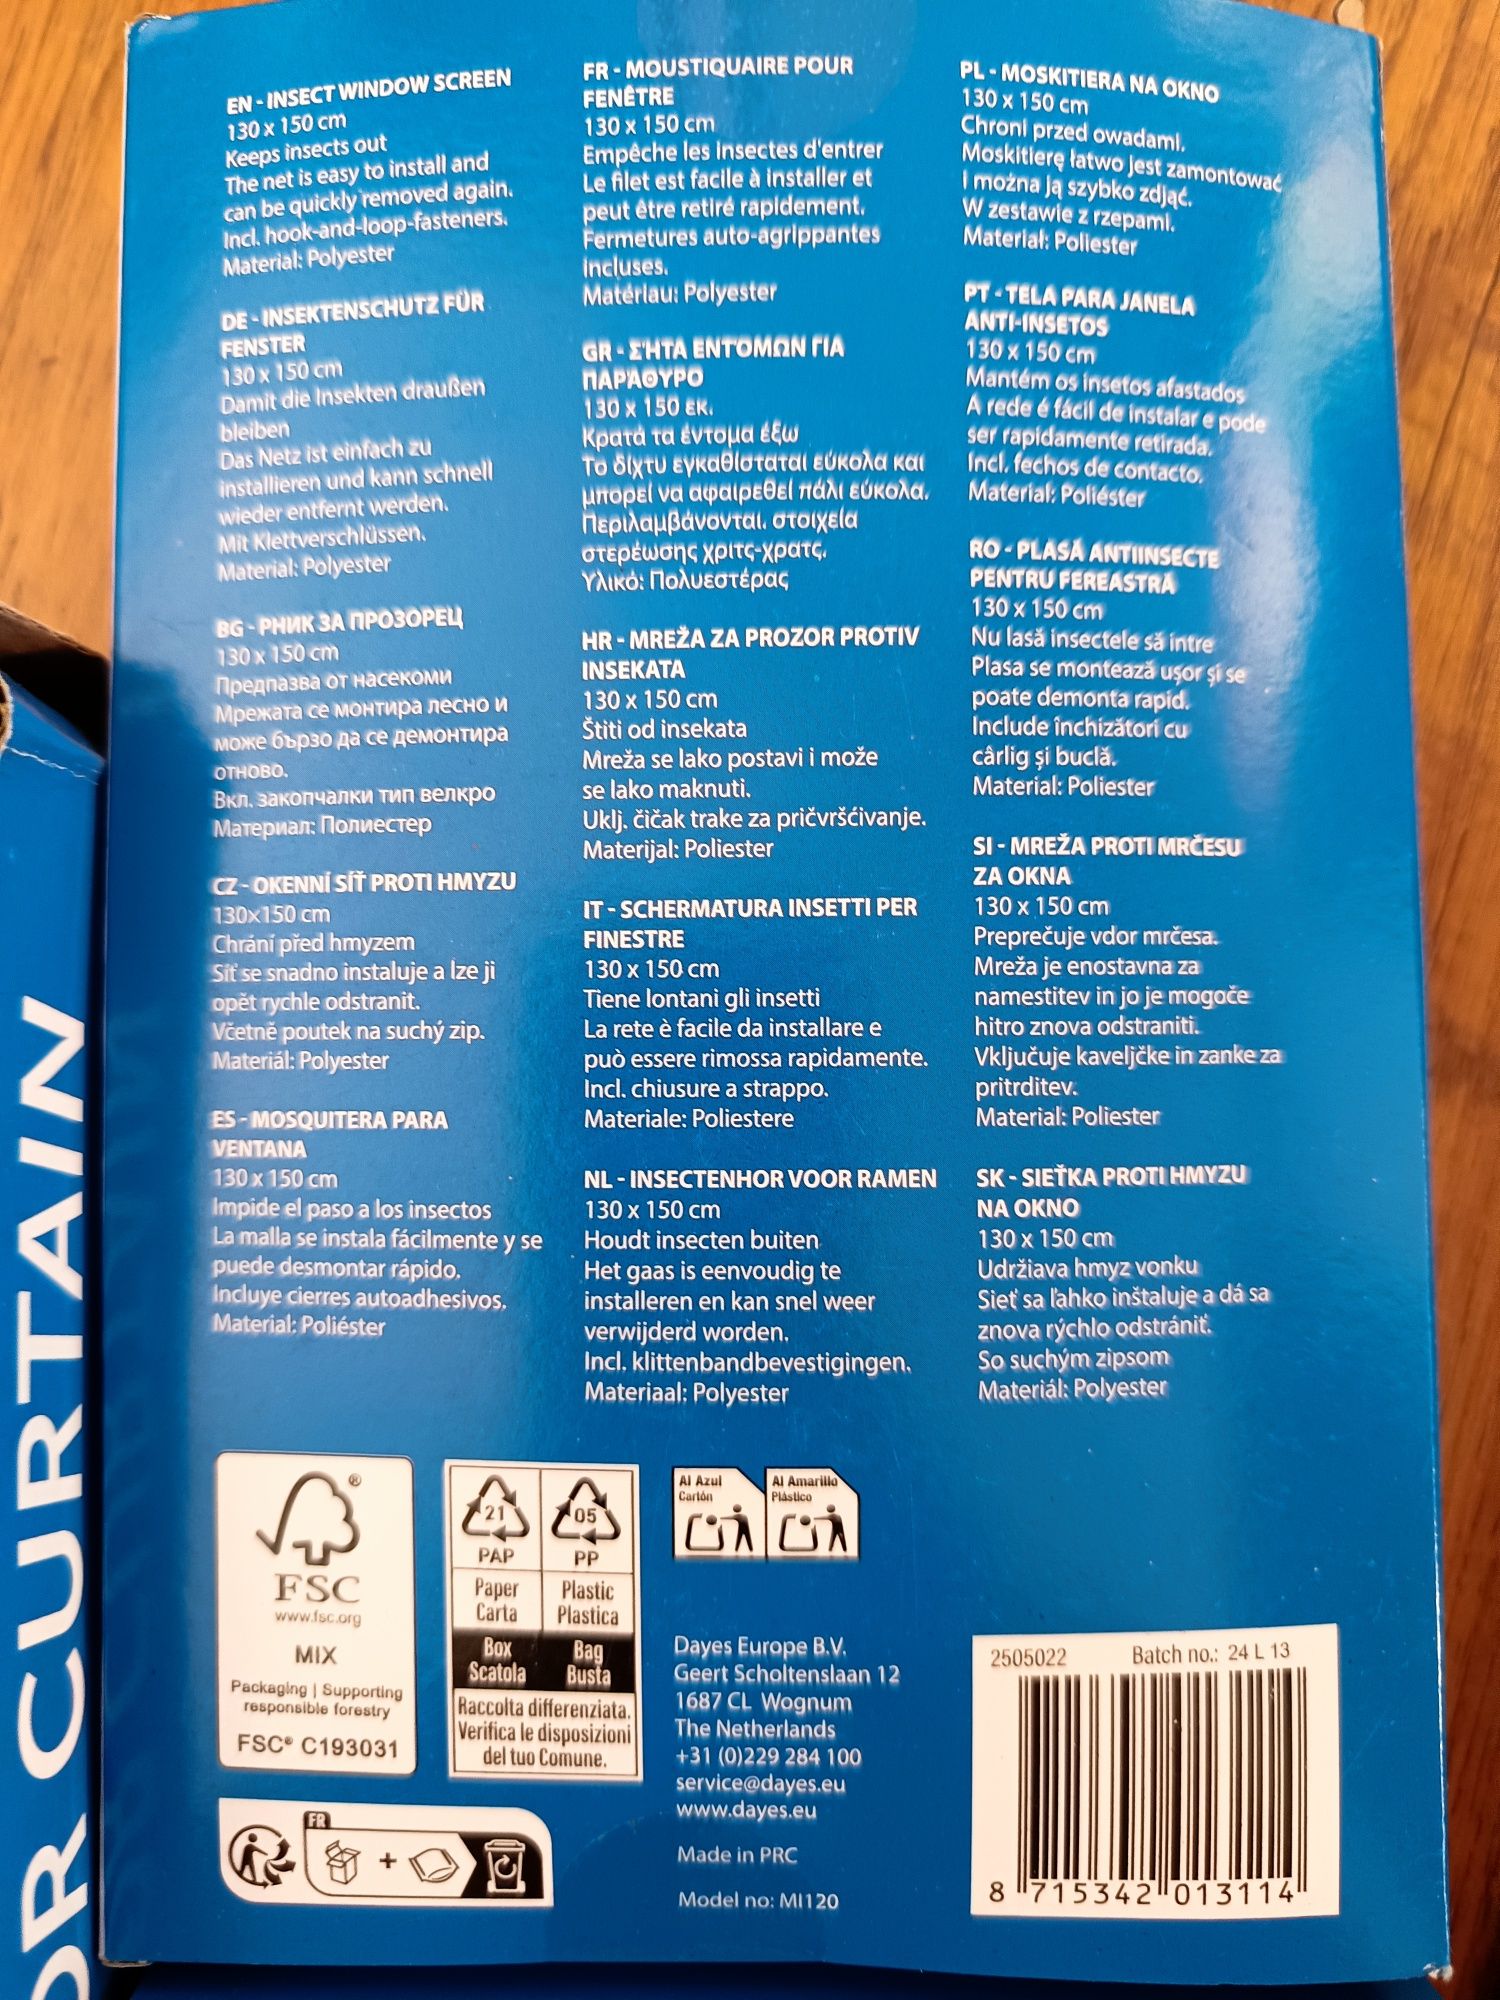 EN - INSECT WINDOW SCREEN
130 x 150 cm
Keeps insects out
The net is easy to install and
can be quickly removed again.
Incl. hook-and-loop-fasteners.
Material: Polyester
DE - INSEKTENSCHUTZ FÜR
FENSTER
130 x 150 cm
Damit die Insekten draußen
bleiben
Das Netz ist einfach zu
installieren und kann schnell
wieder entfernt werden.
Mit Klettverschlüssen.
Material: Polyester
BG - РНИК ЗА ПРОЗОРЕЦ
130 x 150 cm
Предпазва от насекоми
Мрежата се монтира лесно и
може бързо да се демонтира
отново.
Вкл. закопчалки тип велкро
Материал: Полиестер
CZ - OKENNÍ SÍŤ PROTI HMYZU
130×150 cm
Chrání před hmyzem
Síť se snadno instaluje a lze ji
opět rychle odstranit.
Včetně poutek na suchý zip.
Materiál: Polyester
ES - MOSQUITERA PARA
VENTANA
130 x 150 cm
Impide el paso a los insectos
La malla se instala fácilmente y se
puede desmontar rápido.
Incluye cierres autoadhesivos.
Material: Poliéster
FR - MOUSTIQUAIRE POUR
FENÊTRE
130 x 150 cm
Empêche les insectes d'entrer
Le filet est facile à installer et
peut être retiré rapidement.
Fermetures auto-agrippantes
incluses.
Matériau: Polyester
GR - ΣΉΤΑ ΕΝΤΌΜΩΝ ΓΙΑ
ΠΑΡΆΘΥΡΟ
130 x 150 εκ.
Κρατά τα έντομα έξω
Το δίχτυ εγκαθίσταται εύκολα και
μπορεί να αφαιρεθεί πάλι εύκολα.
Περιλαμβάνονται. στοιχεία
στερέωσης χριτς-χρατς.
Υλικό: Πολυεστέρας
HR - MREŽA ZA PROZOR PROTIV
INSEKATA
130 x 150 cm
Štiti od insekata
Mreža se lako postavi i može
se lako maknuti.
Uklj. čičak trake za pričvršćivanje.
Materijal: Poliester
IT - SCHERMATURA INSETTI PER
FINESTRE
130 x 150 cm
Tiene lontani gli insetti
La rete è facile da installare e
può essere rimossa rapidamente.
Incl. chiusure a strappo.
Materiale: Poliestere
NL - INSECTENHOR VOOR RAMEN
130 x 150 cm
Houdt insecten buiten
Het gaas is eenvoudig te
installeren en kan snel weer
verwijderd worden.
Incl. klittenbandbevestigingen.
Materiaal: Polyester
PL - MOSKITIERA NA OKNO
130 x 150 cm
Chroni przed owadami.
Moskitierę łatwo jest zamontować
i można ją szybko zdjąć.
W zestawie z rzepami.
Materiał: Poliester
PT - TELA PARA JANELA
ANTI-INSETOS
130 x 150 cm
Mantém os insetos afastados
A rede é fácil de instalar e pode
ser rapidamente retirada.
Incl. fechos de contacto.
Material: Poliéster
RO - PLASĂ ANTIINSECTE
PENTRU FEREASTRĂ
130 x 150 cm
Nu lasă insectele să intre
Plasa se montează ușor și se
poate demonta rapid.
Include închizători cu
cârlig și buclă.
Material: Poliester
SI - MREŽA PROTI MRČESU
ZA OKNA
130 x 150 cm
Preprečuje vdor mrčesa.
Mreža je enostavna za
namestitev in jo je mogoče
hitro znova odstraniti.
Vključuje kaveljčke in zanke za
pritrditev.
Material: Poliester
SK - SIEŤKA PROTI HMYZU
NA OKNO
130 x 150 cm
Udržiava hmyz vonku
Sieť sa ľahko inštaluje a dá sa
znova rýchlo odstrániť.
So suchým zipsom
Materiál: Polyester
FSC
www.fsc.org
MIX
Packaging | Supporting
responsible forestry
FSC® C193031
21
PAP
Paper
Carta
Box
Scatola
05
PP
Plastic
Plastica
Bag
Busta
Raccolta differenziata.
Verifica le disposizioni
del tuo Comune.
FR
+
Al Azul
Cartón
Al Amarillo
Plástico
Dayes Europe B.V.
Geert Scholtenslaan 12
1687 CL Wognum
The Netherlands
+31 (0)229 284 100
service@dayes.eu
www.dayes.eu
Made in PRC
Model no: MI120
2505022 Batch no.: 24 L 13
8 715342 013114
OR CURTAIN